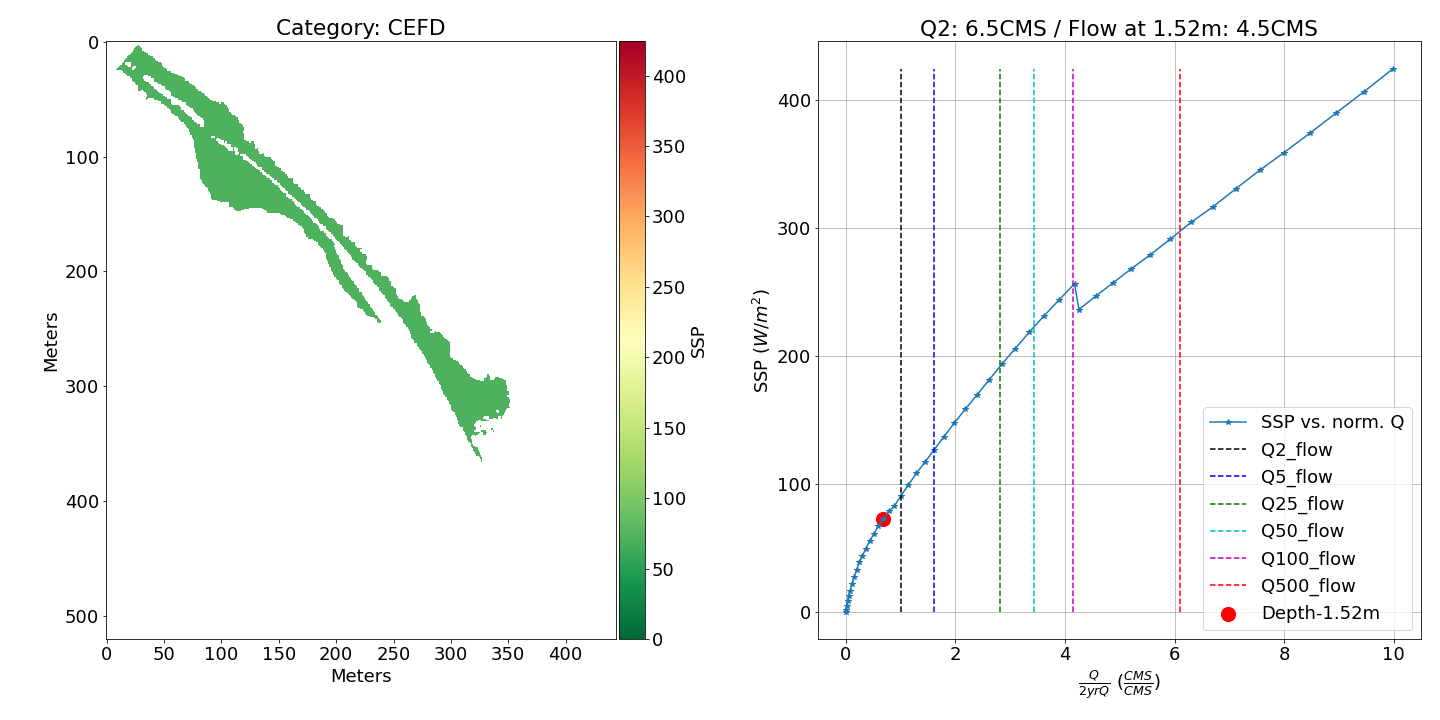 Category: CEFD
0
100
200
300
400
500
Meters
0
50
100
150
200
250
300
350
400
Meters
400
350
300
250
200
150
100
50
0
SSP
Q2: 6.5CMS / Flow at 1.52m: 4.5CMS
400
300
200
100
0
SSP (W/m²)
0
2
4
6
8
10
Q/2yrQ (CMS/CMS)
SSP vs. norm. Q
Q2_flow
Q5_flow
Q25_flow
Q50_flow
Q100_flow
Q500_flow
Depth-1.52m